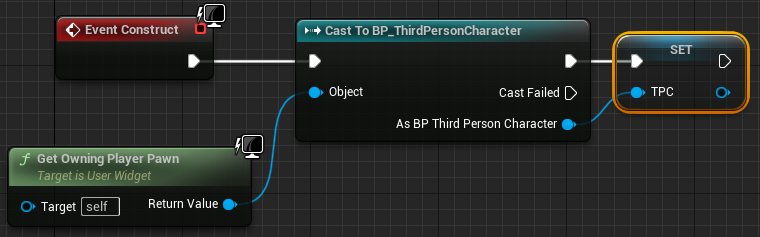 Event Construct
Cast To BP_ThirdPersonCharacter
SET
Object
Cast Failed
TPC
As BP Third Person Character
f Get Owning Player Pawn
Target is User Widget
Target self Return Value